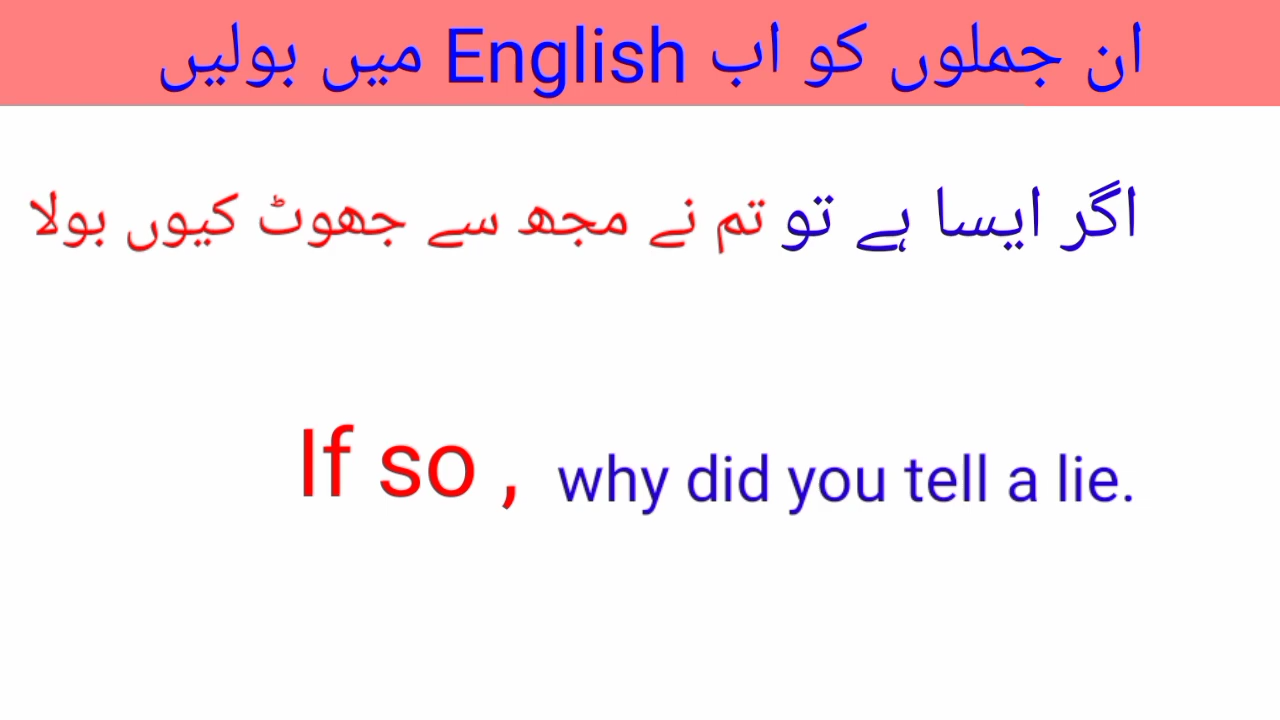 ان جملوں کو اب English میں بولیں
اگر ایسا ہے تو تم نے مجھ سے جھوٹ کیوں بولا
If so , why did you tell a lie.